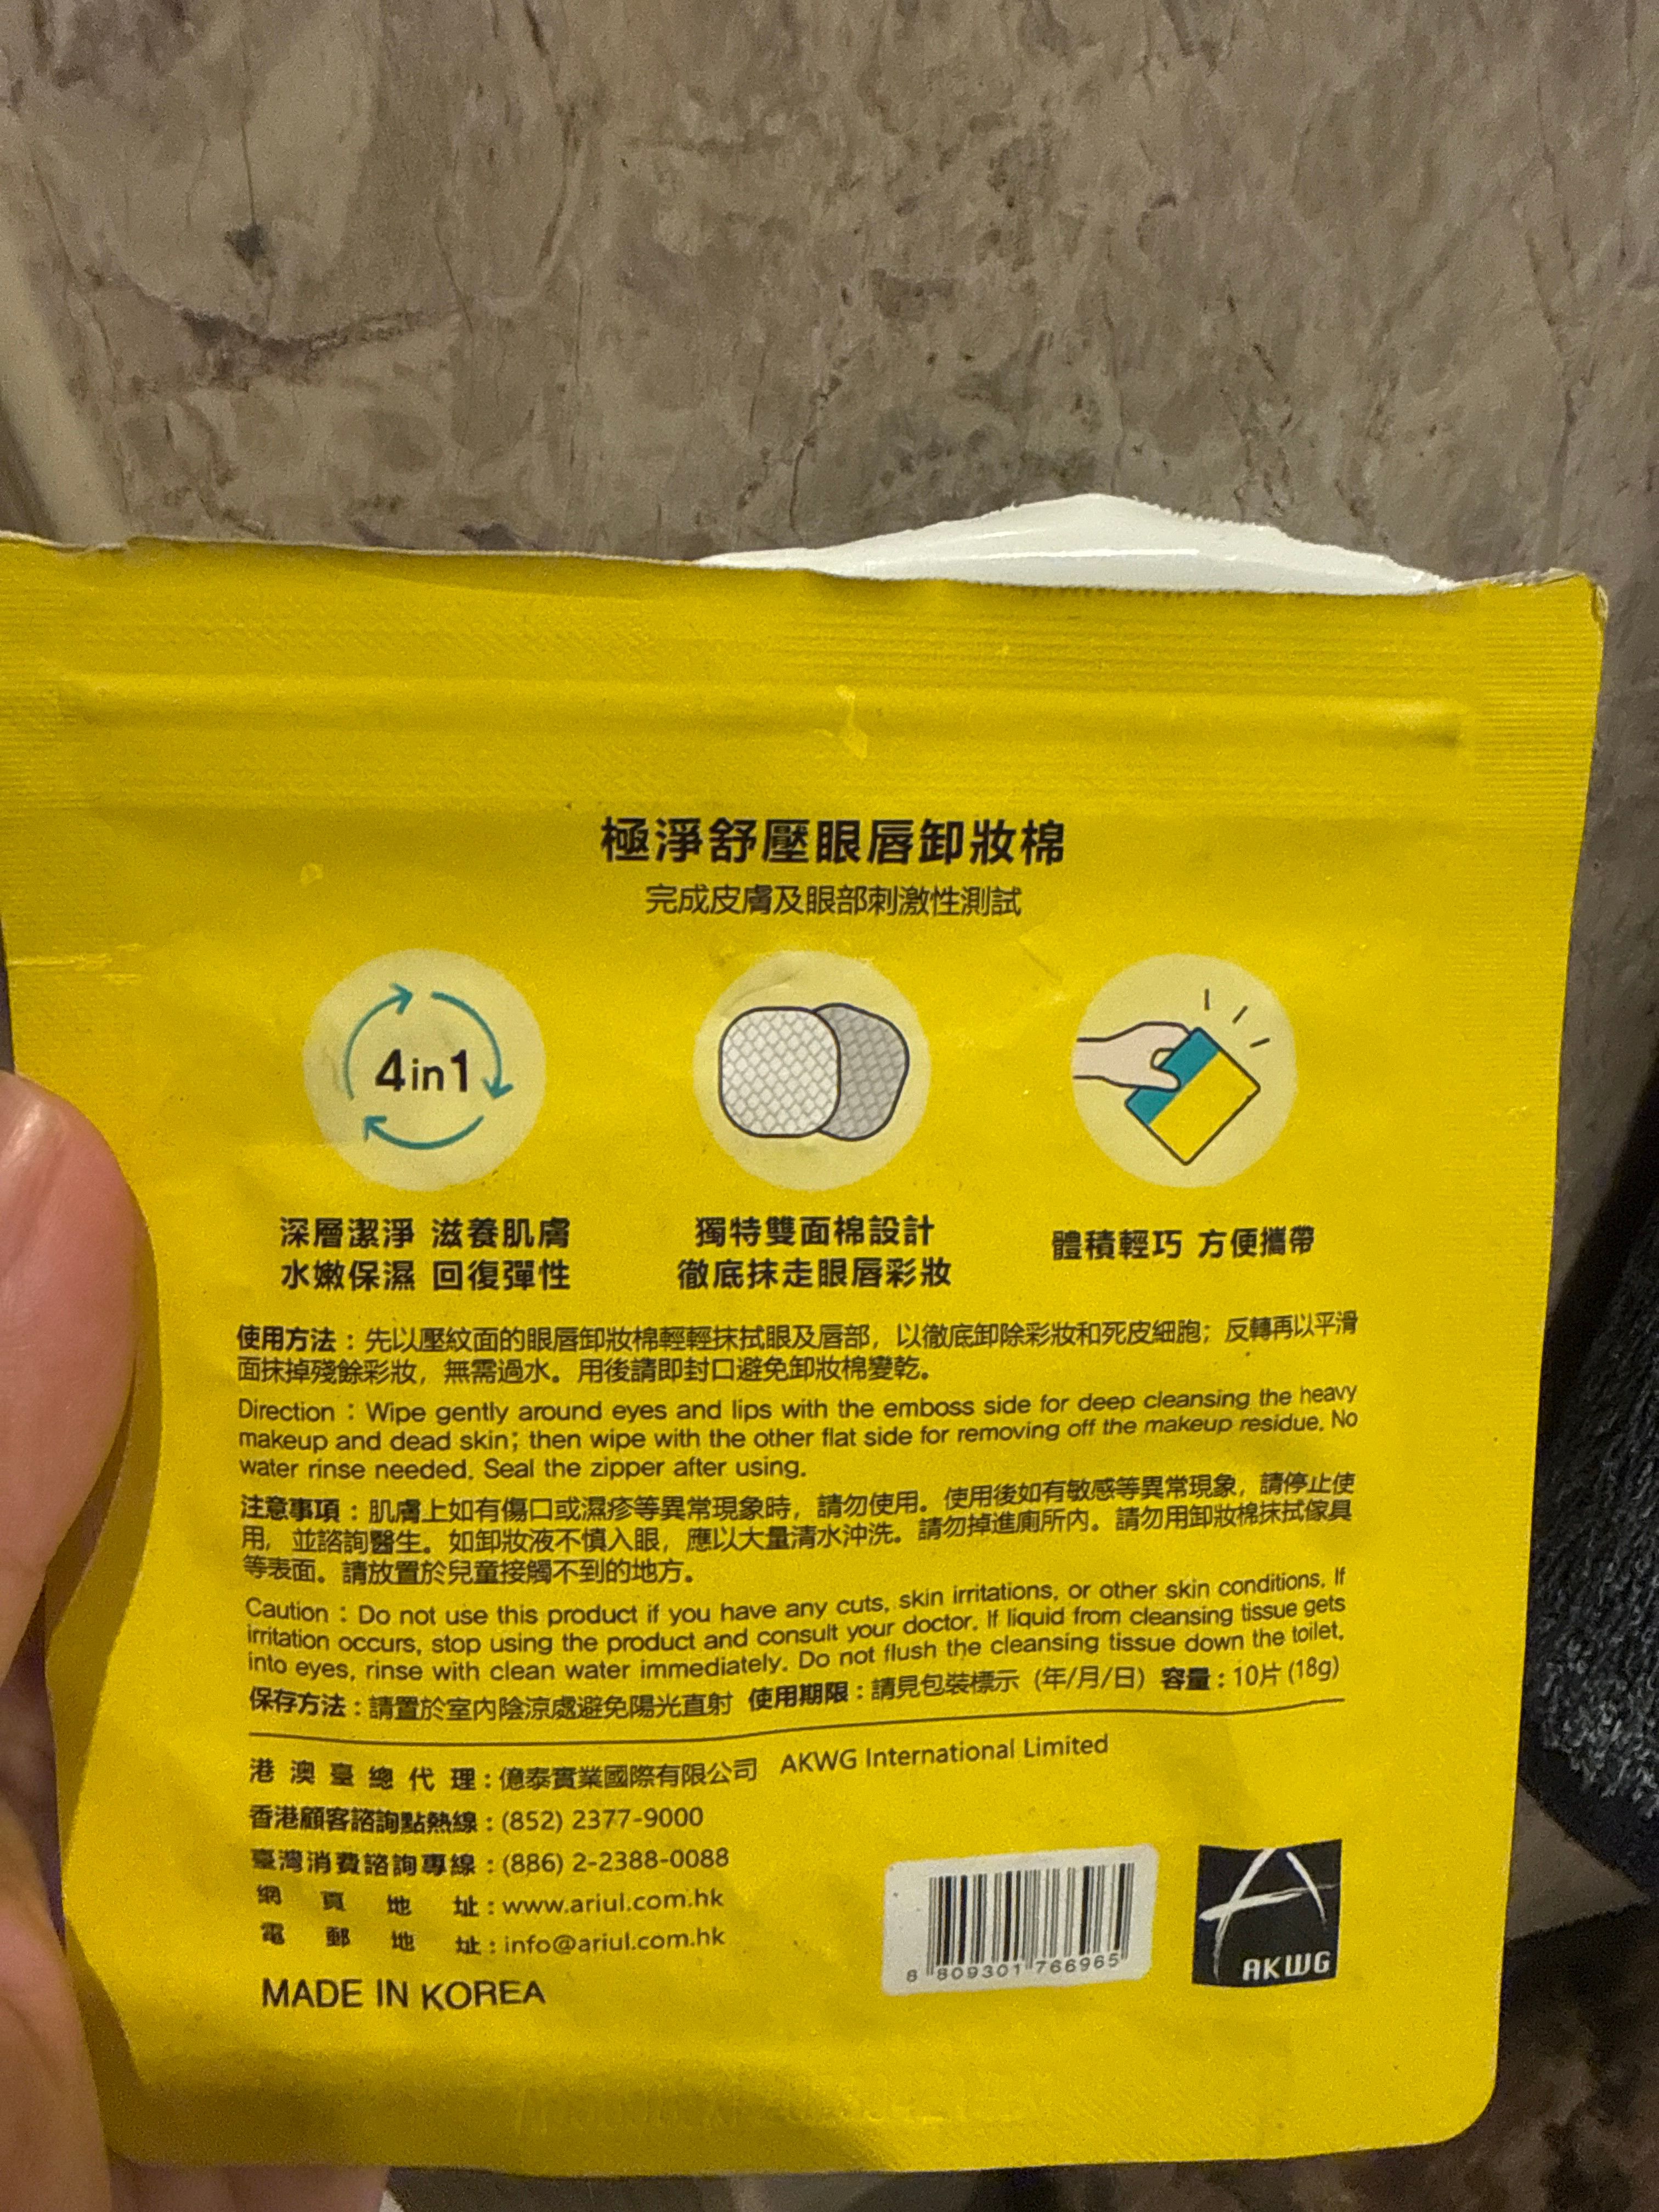 極淨舒壓眼唇卸妝棉
完成皮膚及眼部刺激性測試
4in1
深層潔淨 滋養肌膚
水嫩保濕 回復彈性
獨特雙面棉設計
徹底抹走眼唇彩妝
體積輕巧 方便攜帶
使用方法：先以壓紋面的眼唇卸妝棉輕輕抹拭眼及唇部，以徹底卸除彩妝和死皮細胞；反轉再以平滑
面抹掉殘餘彩妝，無需過水。用後請即封口避免卸妝棉變乾。
Direction : Wipe gently around eyes and lips with the emboss side for deep cleansing the heavy
makeup and dead skin; then wipe with the other flat side for removing off the makeup residue. No
water rinse needed. Seal the zipper after using.
注意事項：肌膚上如有傷口或濕疹等異常現象時，請勿使用。使用後如有敏感等異常現象，請停止使
用，並諮詢醫生。如卸妝液不慎入眼，應以大量清水沖洗。請勿掉進廁所內。請勿用卸妝棉抹拭傢具
等表面。請放置於兒童接觸不到的地方。
Caution : Do not use this product if you have any cuts, skin irritations, or other skin conditions. If
irritation occurs, stop using the product and consult your doctor. If liquid from cleansing tissue gets
into eyes, rinse with clean water immediately. Do not flush the cleansing tissue down the toilet.
保存方法：請置於室內陰涼處避免陽光直射 使用期限：請見包裝標示（年/月/日）容量：10片 (18g)
港澳臺總代理：億泰實業國際有限公司 AKWG International Limited
香港顧客諮詢點熱線：(852) 2377-9000
臺灣消費諮詢專線：(886) 2-2388-0088
網頁地址：www.ariul.com.hk
電郵地址：info@ariul.com.hk
MADE IN KOREA
8 809301 766965
AKWG